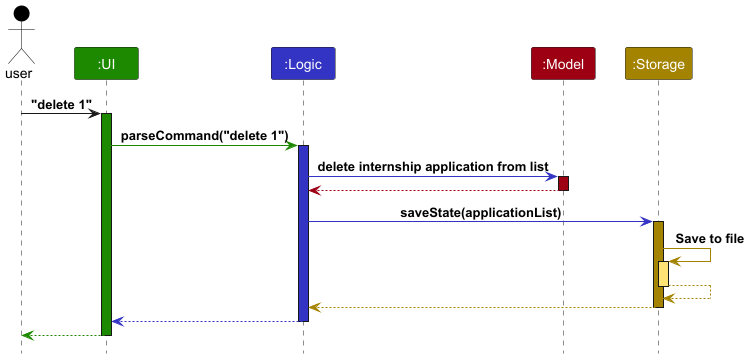 user
:UI
:Logic
:Model
:Storage
"delete 1"
parseCommand("delete 1")
delete internship application from list
saveState(applicationList)
Save to file